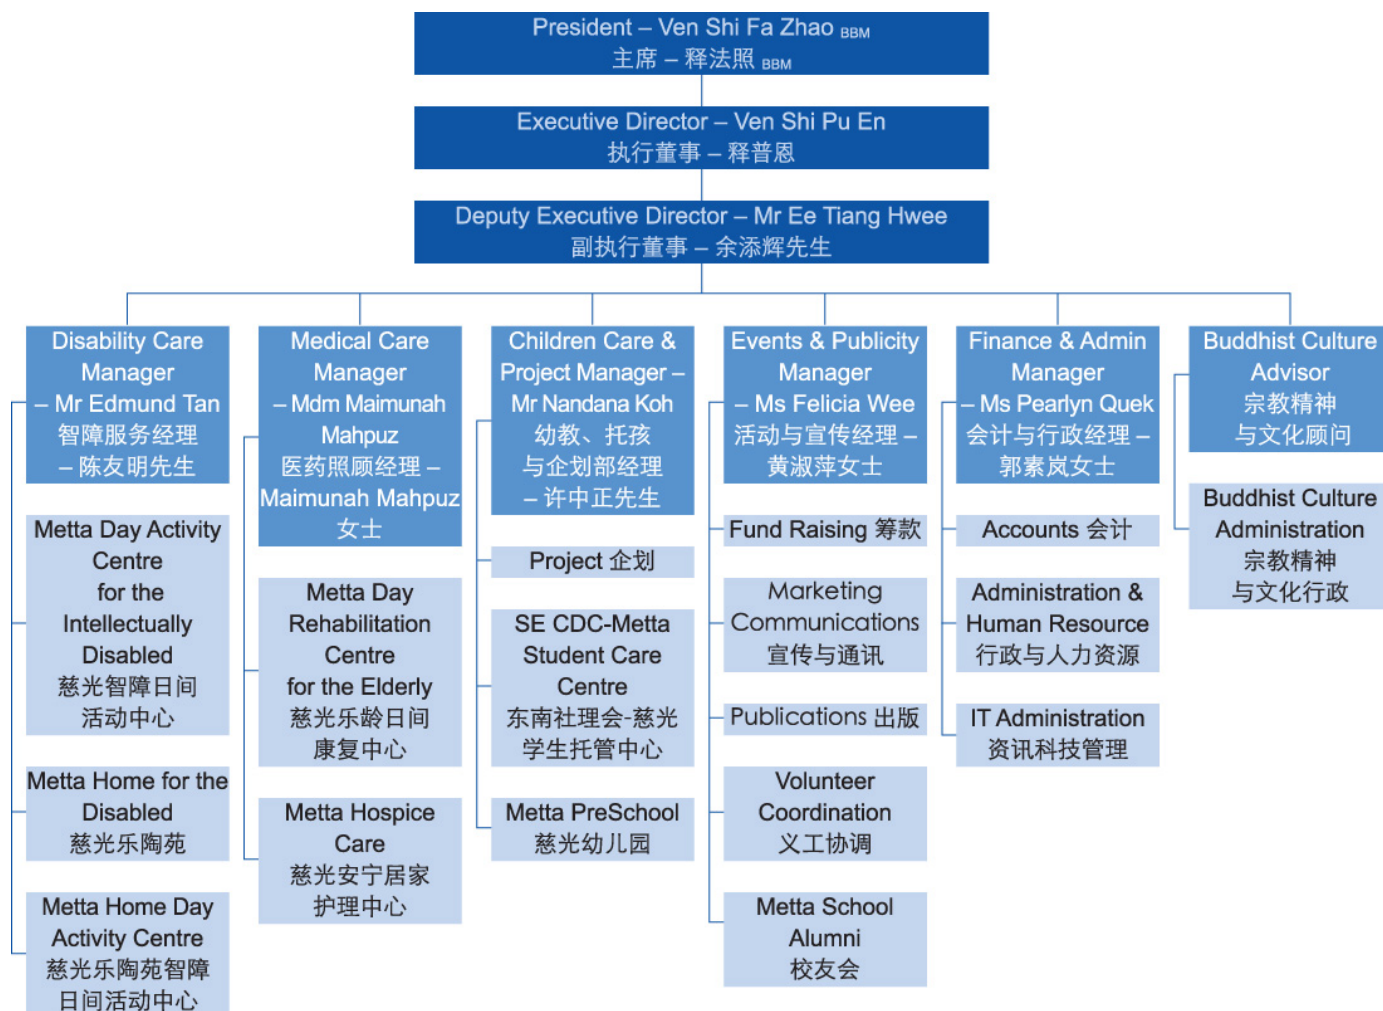 President – Ven Shi Fa Zhao BBM
主席 – 释法照 BBM
Executive Director – Ven Shi Pu En
执行董事 – 释普恩
Deputy Executive Director – Mr Ee Tiang Hwee
副执行董事 – 余添辉先生
Disability Care
Manager
– Mr Edmund Tan
智障服务经理
– 陈友明先生
Metta Day Activity
Centre
for the
Intellectually
Disabled
慈光智障日间
活动中心
Metta Home for the
Disabled
慈光乐陶苑
Metta Home Day
Activity Centre
慈光乐陶苑智障
日间活动中心
Medical Care
Manager
– Mdm Maimunah
Mahpuz
医药照顾经理 –
Maimunah Mahpuz
女士
Metta Day
Rehabilitation
Centre
for the Elderly
慈光乐龄日间
康复中心
Metta Hospice
Care
慈光安宁居家
护理中心
Children Care &
Project Manager –
Mr Nandana Koh
幼教、托孩
与企划部经理
– 许中正先生
Project 企划
SE CDC-Metta
Student Care
Centre
东南社理会-慈光
学生托管中心
Metta PreSchool
慈光幼儿园
Events & Publicity
Manager
– Ms Felicia Wee
活动与宣传经理 –
黄淑萍女士
Fund Raising 筹款
Marketing
Communications
宣传与通讯
Publications 出版
Volunteer
Coordination
义工协调
Metta School
Alumni
校友会
Finance & Admin
Manager
– Ms Pearlyn Quek
会计与行政经理 –
郭素岚女士
Accounts 会计
Administration &
Human Resource
行政与人力资源
IT Administration
资讯科技管理
Buddhist Culture
Advisor
宗教精神
与文化顾问
Buddhist Culture
Administration
宗教精神
与文化行政